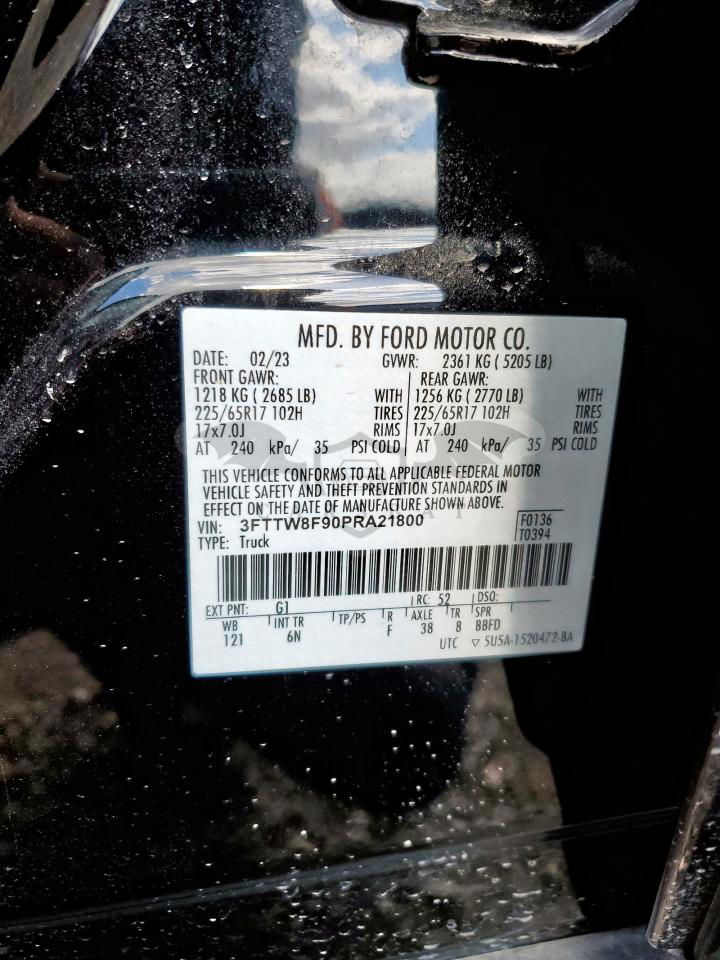 MFD. BY FORD MOTOR CO.
DATE: 02/23 GVWR: 2361 KG ( 5205 LB)
FRONT GAWR: REAR GAWR:
1218 KG ( 2685 LB) WITH 1256 KG ( 2770 LB) WITH
225/65R17 102H TIRES 225/65R17 102H TIRES
17x7.0J RIMS 17x7.0J RIMS
AT 240 kPa/ 35 PSI COLD AT 240 kPa/ 35 PSI COLD
THIS VEHICLE CONFORMS TO ALL APPLICABLE FEDERAL MOTOR
VEHICLE SAFETY AND THEFT PREVENTION STANDARDS IN
EFFECT ON THE DATE OF MANUFACTURE SHOWN ABOVE.
VIN: 3FTTW8F90PRA21800 F0136
TYPE: Truck T0394
EXT PNT: G1 RC: 52 DSO:
WB INT TR TP/PS R AXLE TR SPR
121 6N F 38 8 BBFD
UTC ▽ 5U5A-1520472-BA